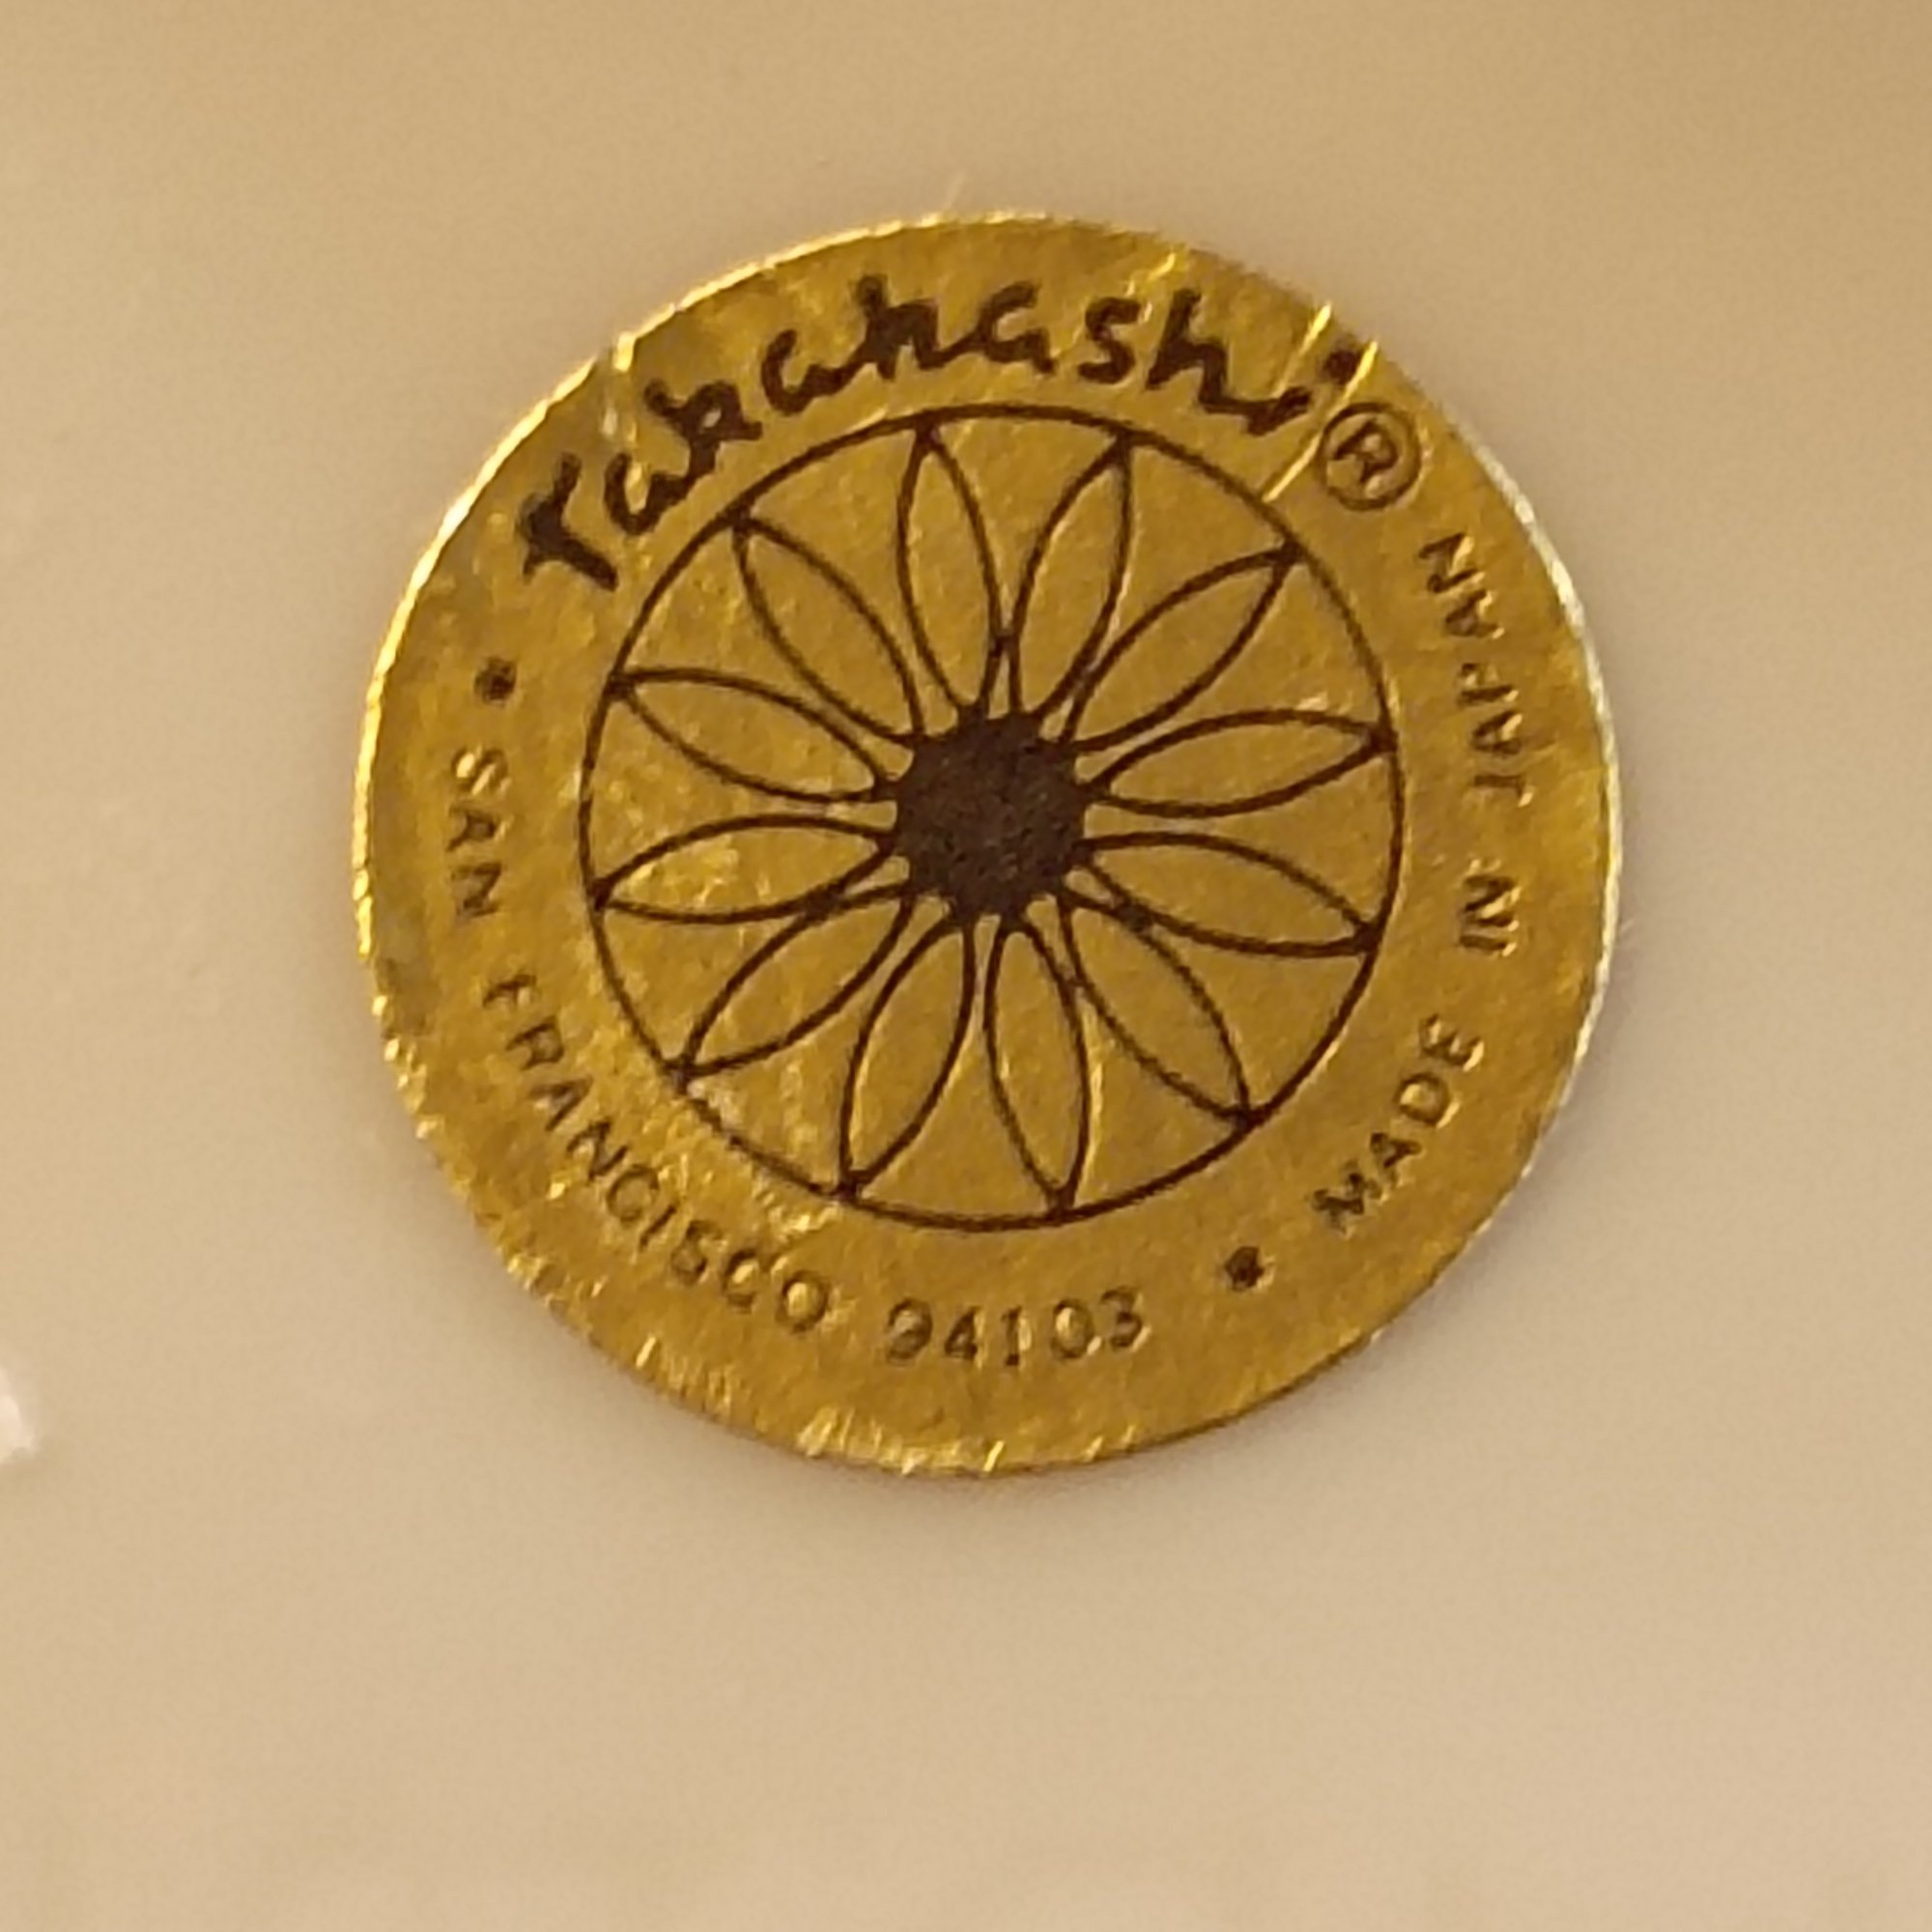 Takahashi®
• SAN FRANCISCO 94103 • MADE IN JAPAN